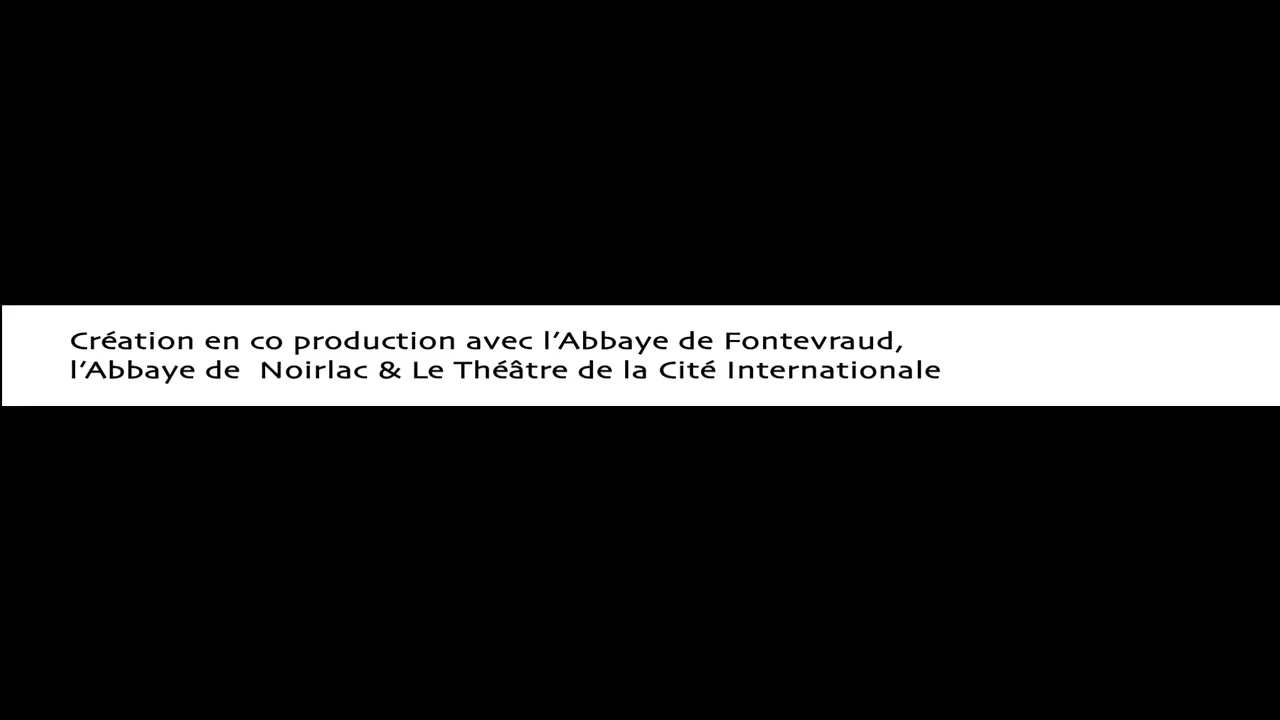 Création en co production avec l'Abbaye de Fontevraud,
l'Abbaye de  Noirlac & Le Théâtre de la Cité Internationale